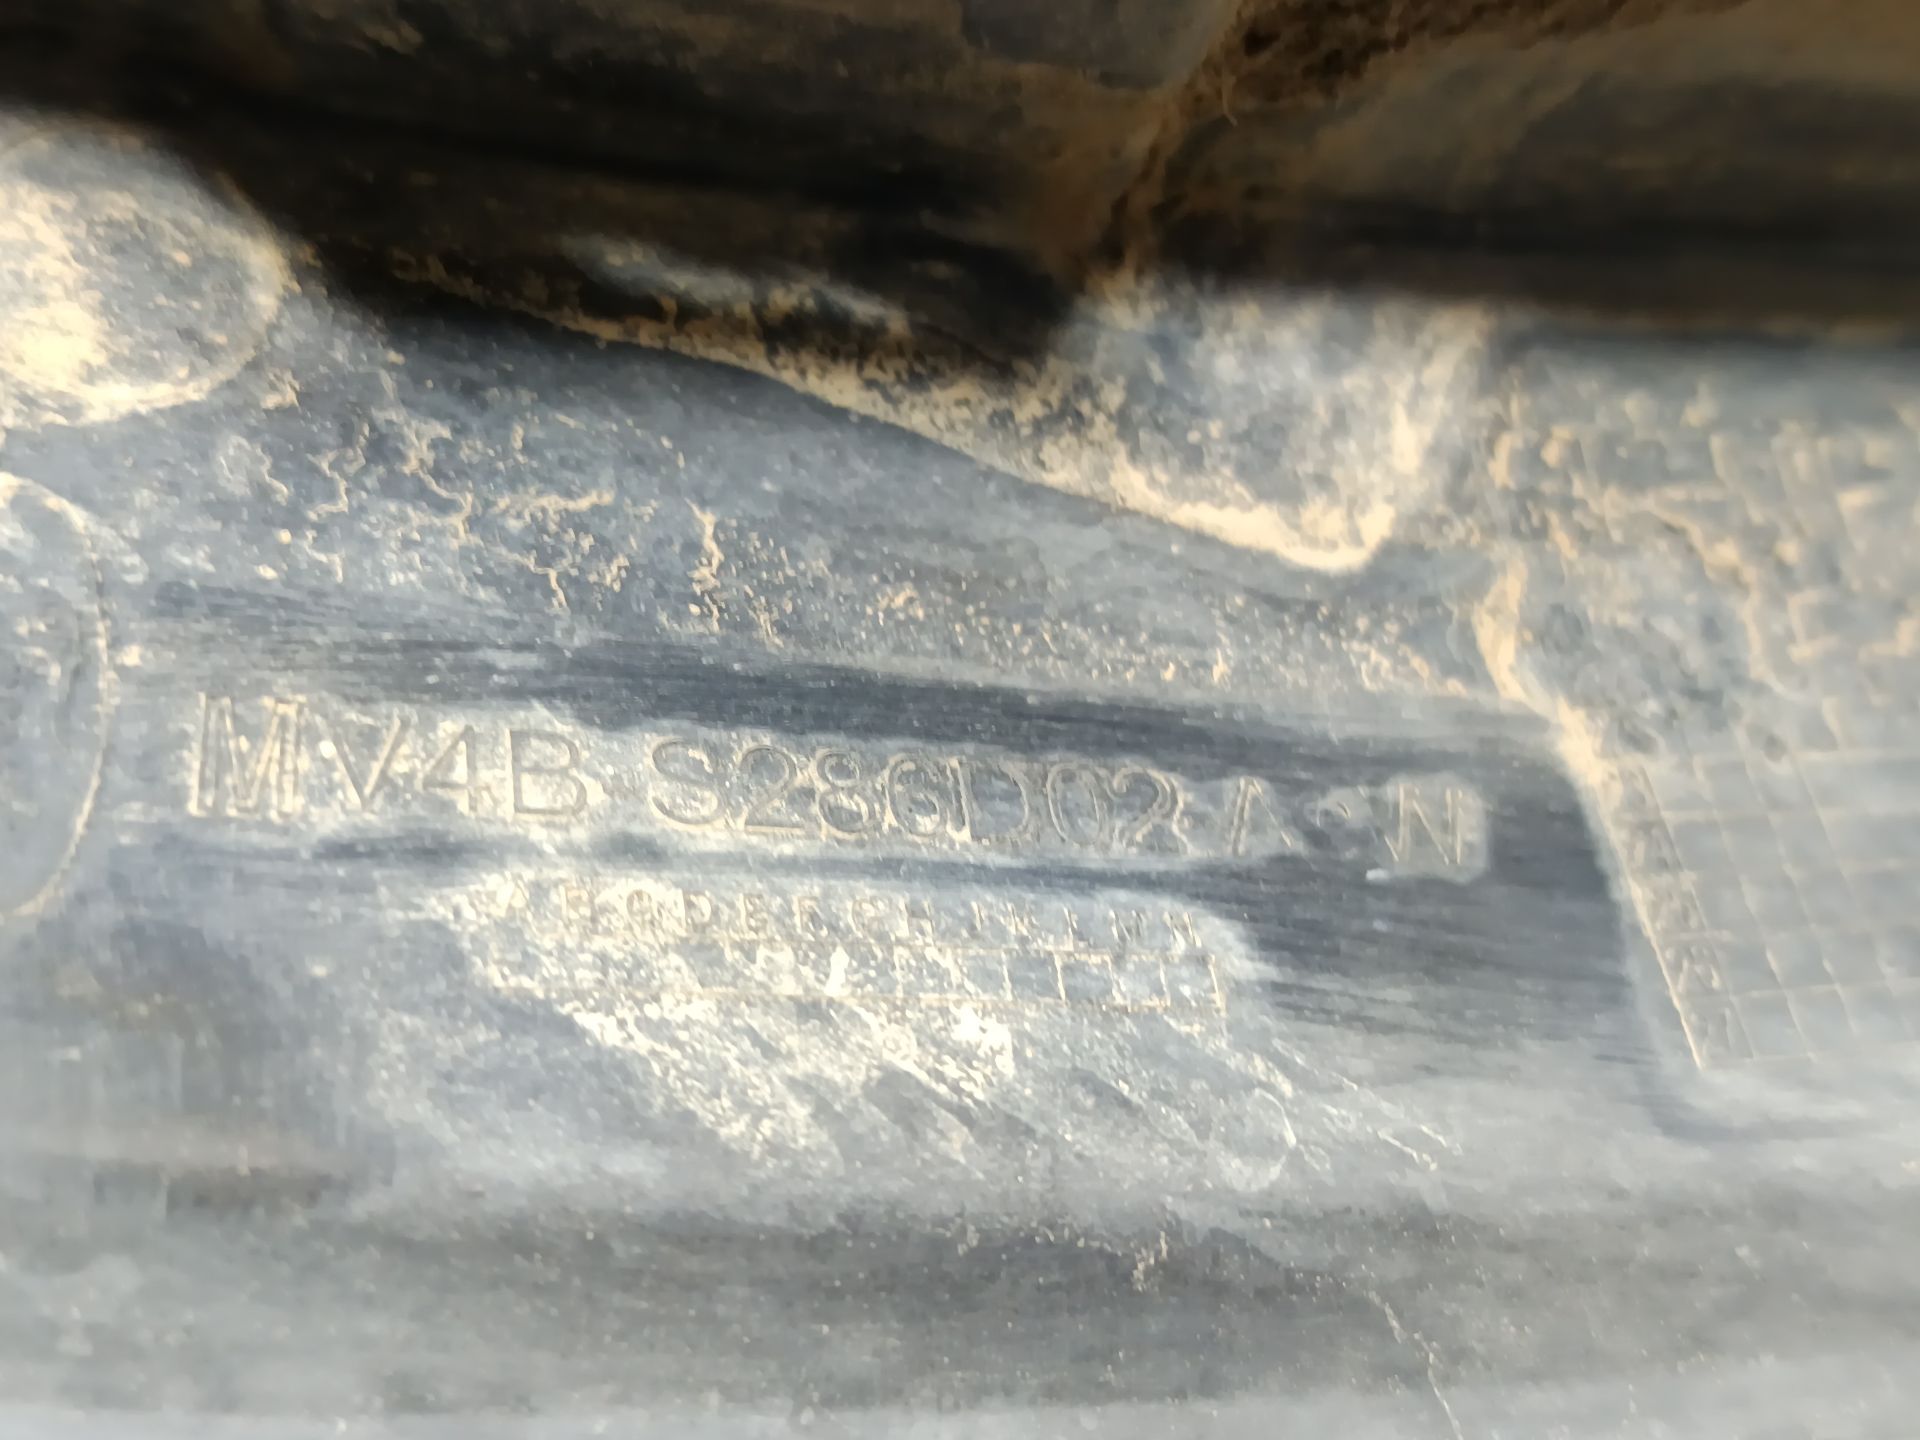 MV4B S286D02 A N
A B C D E F G H J K L M N